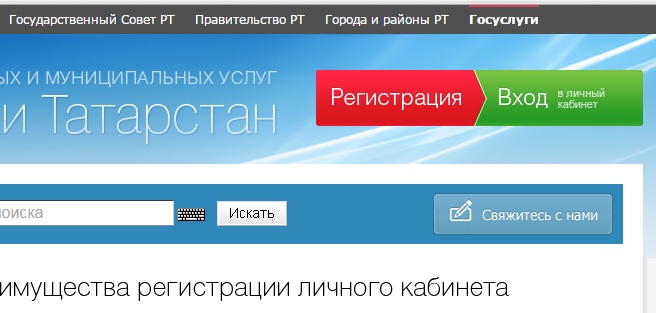 Государственный Совет РТ Правительство РТ Города и районы РТ Госуслуги
ЫХ И МУНИЦИПАЛЬНЫХ УСЛУГ
и Татарстан
Регистрация Вход в личный
кабинет
поиска Искать Свяжитесь с нами
имущества регистрации личного кабинета